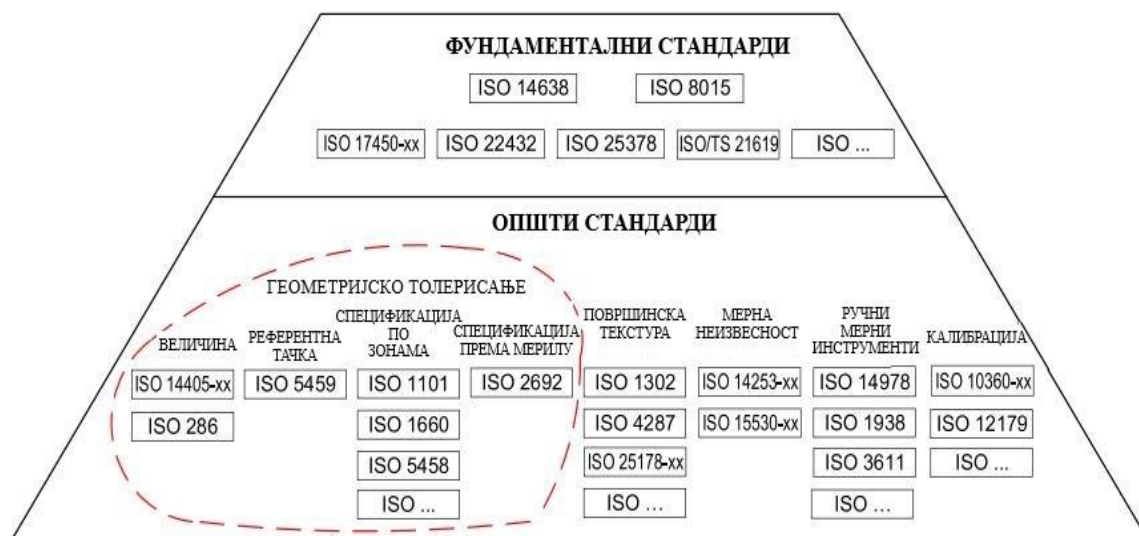 ФУНДАМЕНТАЛНИ СТАНДАРДИ
ISO 14638 ISO 8015
ISO 17450-xx ISO 22432 ISO 25378 ISO/TS 21619 ISO ...
ОПШТИ СТАНДАРДИ
ГЕОМЕТРИЈСКО ТОЛЕРИСАЊЕ
ВЕЛИЧИНА
РЕФЕРЕНТНА
ТАЧКА
СПЕЦИФИКАЦИЈА
ПО
ЗОНАМА
СПЕЦИФИКАЦИЈА
ПРЕМА МЕРИЛУ
ПОВРШИНСКА
ТЕКСТУРА
МЕРНА
НЕИЗВЕСНОСТ
РУЧНИ
МЕРНИ
ИНСТРУМЕНТИ
КАЛИБРАЦИЈА
ISO 14405-xx ISO 5459 ISO 1101 ISO 2692 ISO 1302 ISO 14253-xx ISO 14978 ISO 10360-xx
ISO 286 ISO 1660 ISO 4287 ISO 15530-xx ISO 1938 ISO 12179
ISO 5458 ISO 25178-xx ISO 3611 ISO ...
ISO ... ISO ... ISO ...